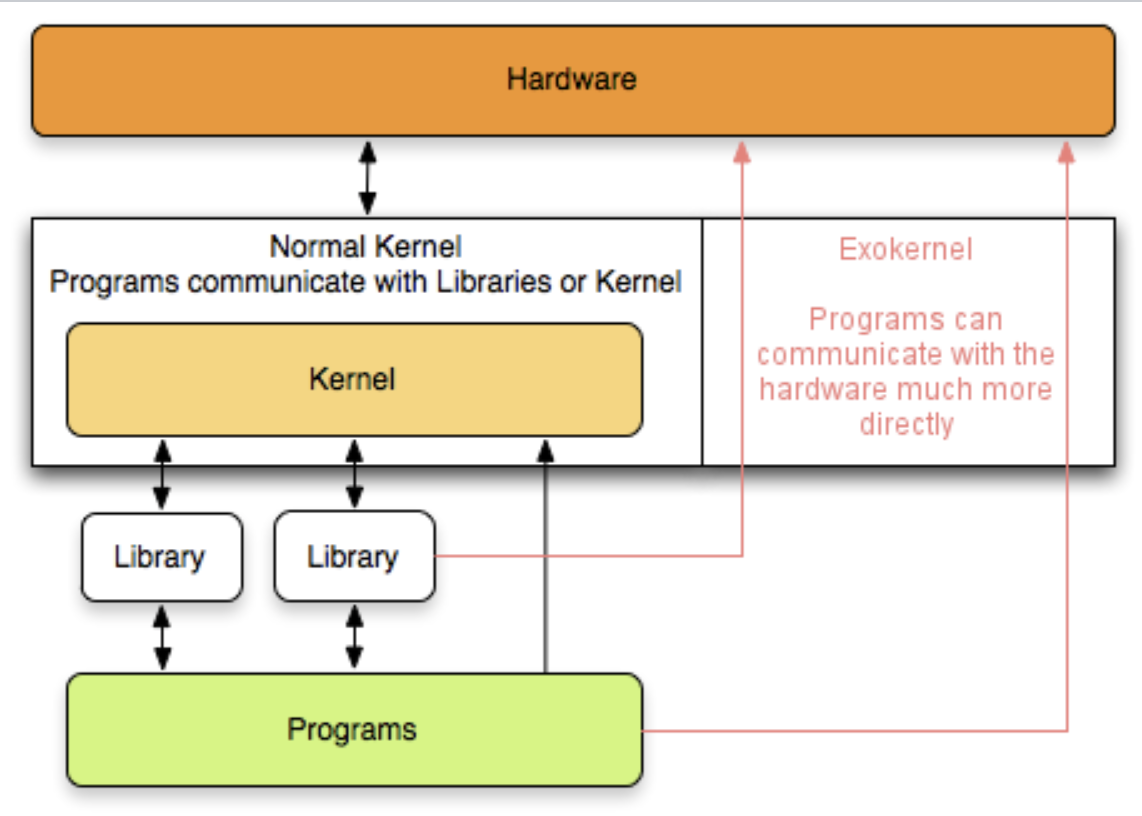 Hardware
Normal Kernel
Programs communicate with Libraries or Kernel
Kernel
Exokernel
Programs can
communicate with the
hardware much more
directly
Library
Library
Programs